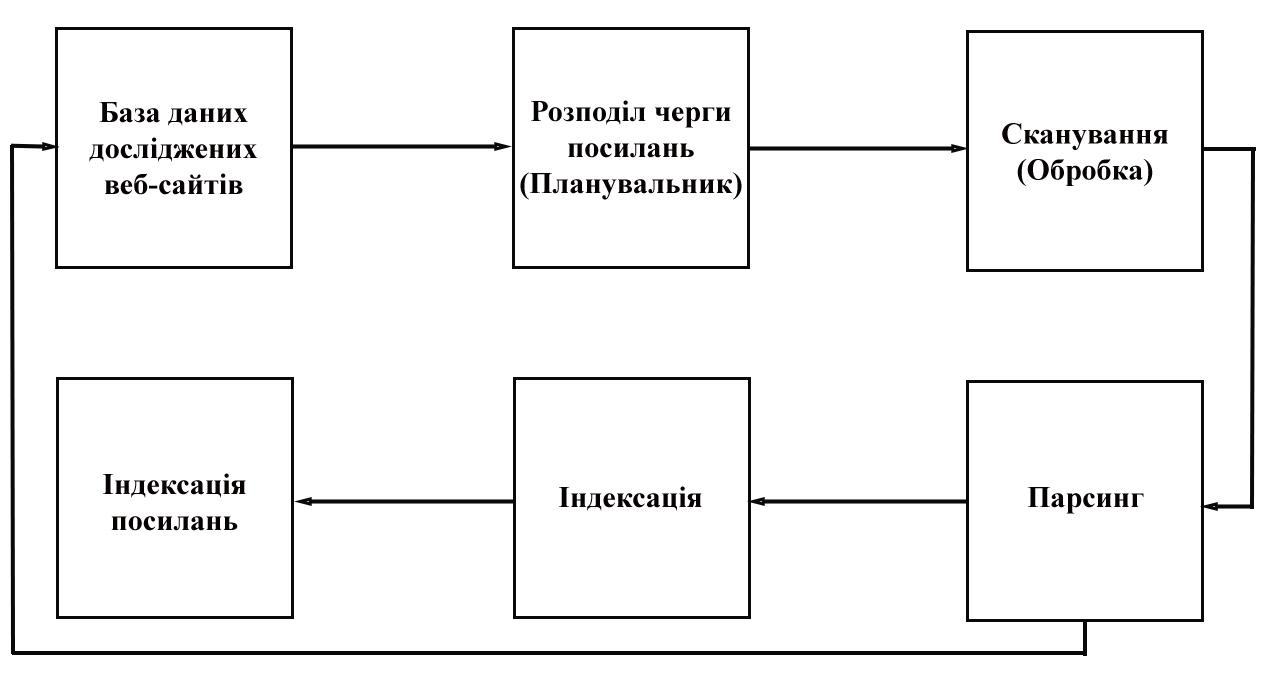 База даних
досліджених
веб-сайтів
Розподіл черги
посилань
(Планувальник)
Сканування
(Обробка)
Індексація
посилань
Індексація
Парсинг